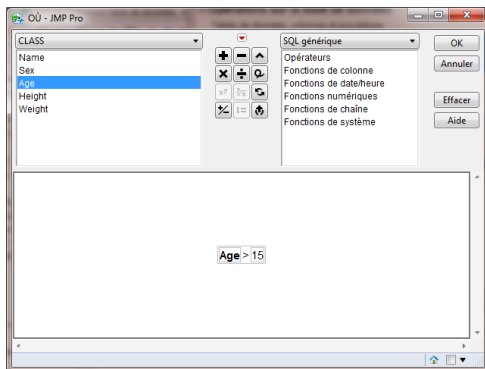 OÙ - JMP Pro
CLASS
Name
Sex
Age
Height
Weight
SQL générique
Opérateurs
Fonctions de colonne
Fonctions de date/heure
Fonctions numériques
Fonctions de chaîne
Fonctions de système
OK
Annuler
Effacer
Aide
Age > 15